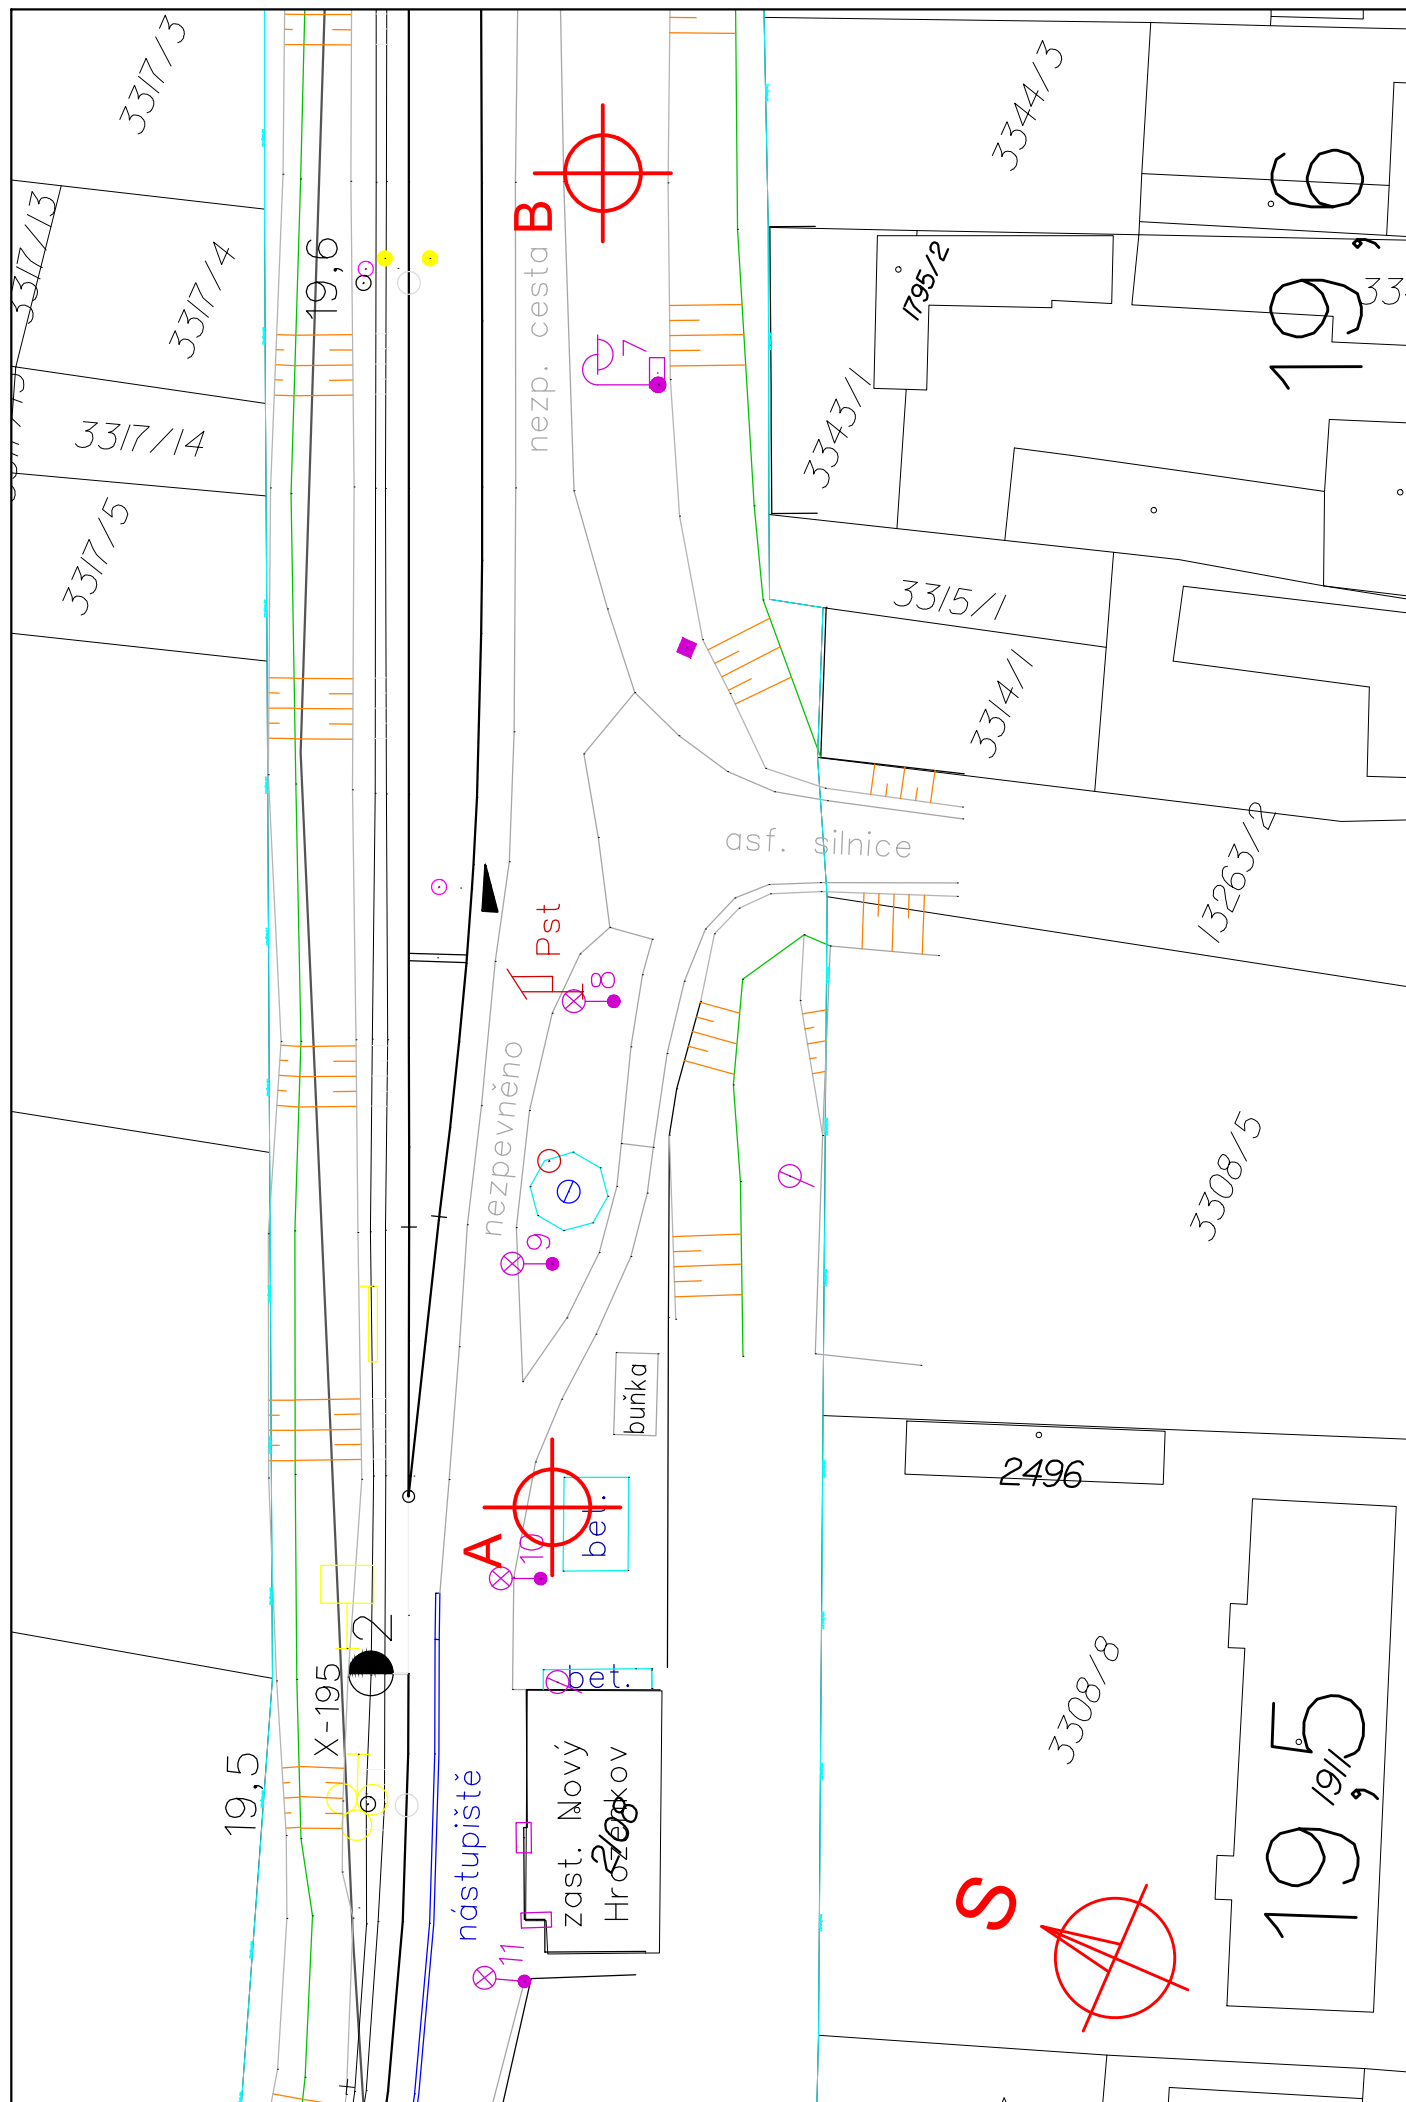 3317/3
3344/3
19,6
3317/13
B
3317/4
19,6
nezp. cesta
1795/2
7
3343/1
3317/14
3317/5
3315/1
3314/1
asf. silnice
13263/2
Pst
8
nezpevněno
3308/5
9
buňka
2496
A
10
bet.
2
bet.
X-195
3308/8
19,5
1911
19,5
nástupiště
zast. Nový
Hrozenkov
2108
S
11